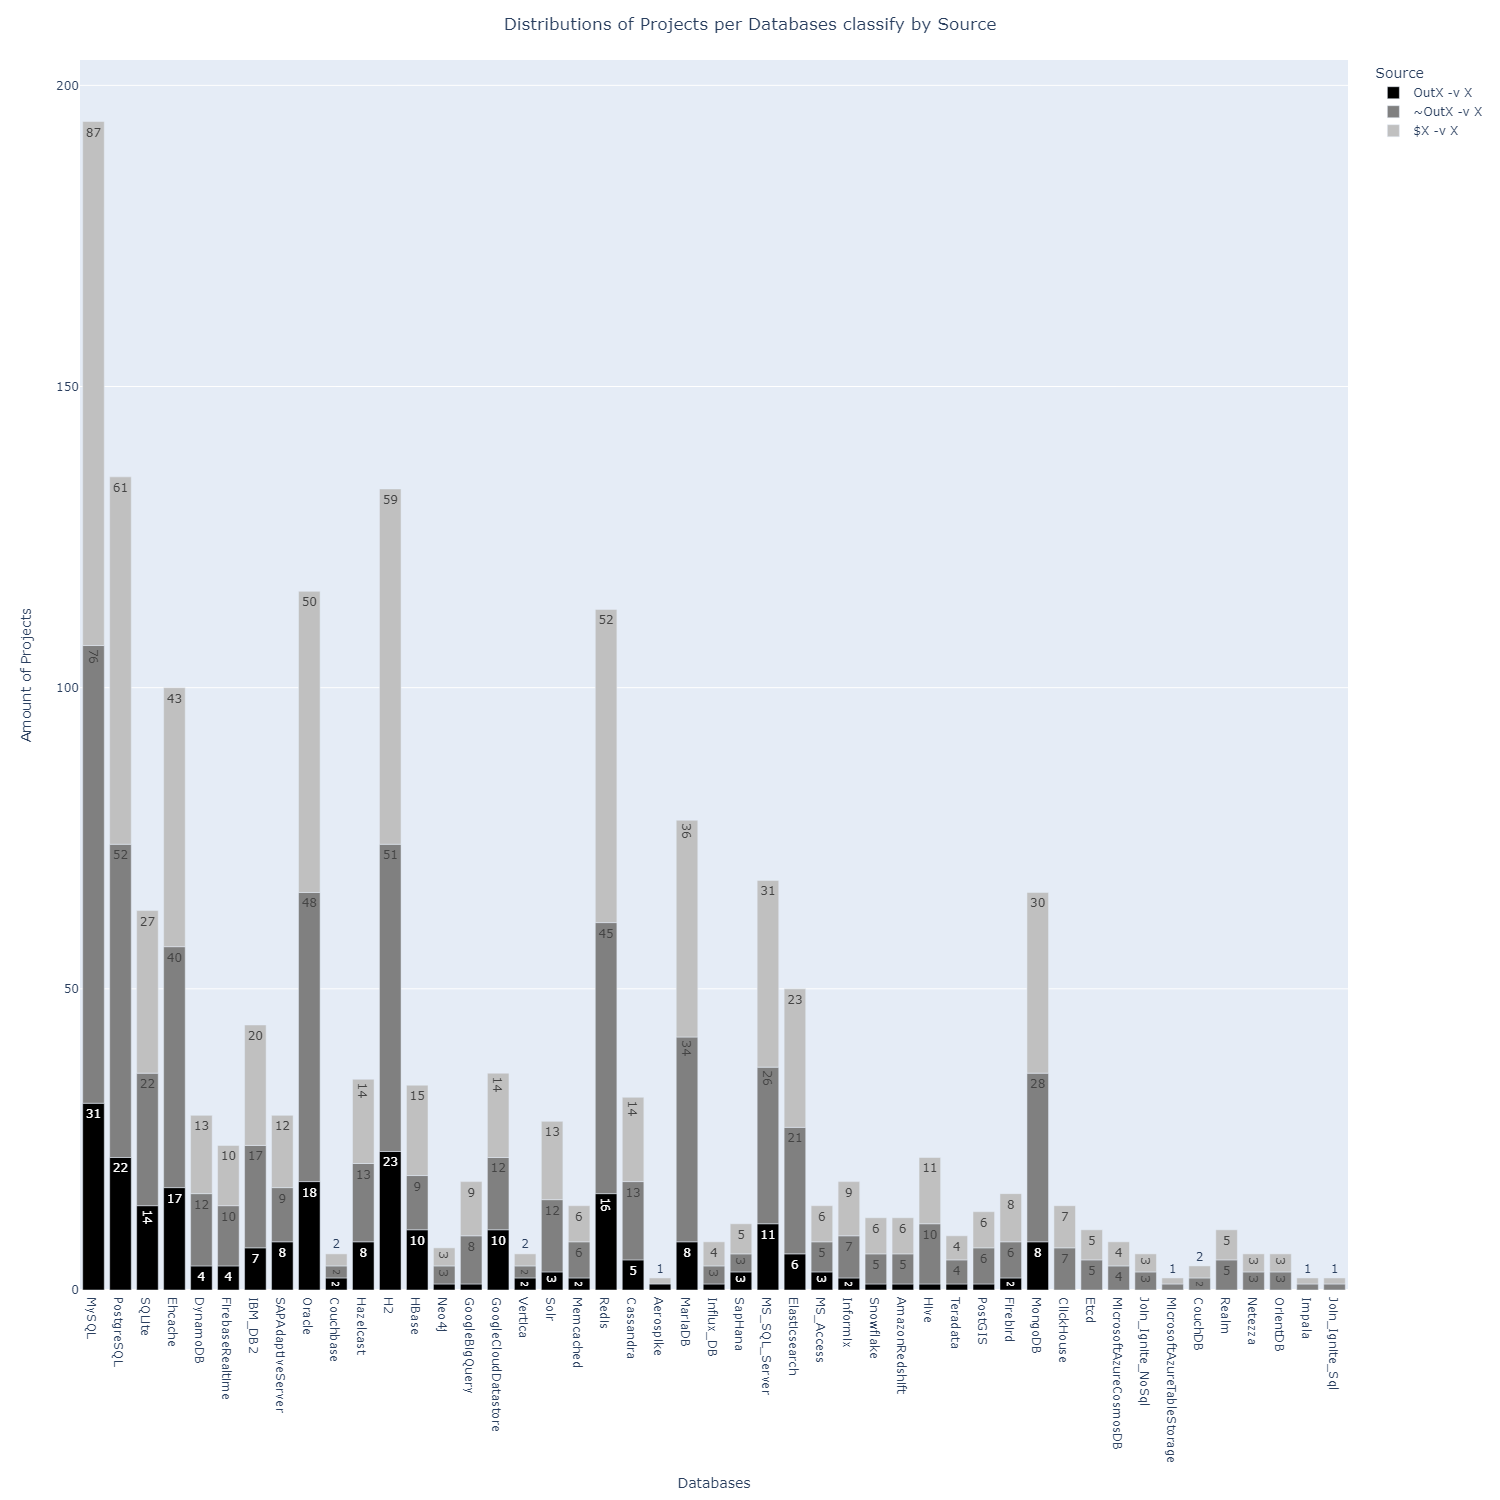 Distributions of Projects per Databases classify by Source
Source
OutX -v X
~OutX -v X
$X -v X
Amount of Projects
200
150
100
50
0
87
76
31
61
52
22
27
22
14
43
40
17
13
12
4
10
10
4
20
17
7
12
9
8
50
48
18
2
2
2
14
13
8
59
51
23
15
9
10
3
3
9
8
14
12
10
2
2
2
13
12
3
6
6
2
52
45
16
14
13
5
1
36
34
8
4
3
5
3
3
31
26
11
23
21
6
6
5
3
9
7
2
6
5
6
5
11
10
4
4
6
6
8
6
2
30
28
8
7
7
5
5
4
4
3
3
1
2
2
5
5
3
3
3
3
1
1
MySQL
PostgreSQL
SQLite
Ehcache
DynamoDB
FirebaseRealtime
IBM_DB2
SAPAdaptiveServer
Oracle
Couchbase
Hazelcast
H2
HBase
Neo4J
GoogleBigQuery
GoogleCloudDatastore
Vertica
Solr
Memcached
Redis
Cassandra
Aerospike
MariaDB
Influx_DB
SapHana
MS_SQL_Server
Elasticsearch
MS_Access
Informix
Snowflake
AmazonRedshift
Hive
Teradata
PostGIS
Firebird
MongoDB
ClickHouse
Etcd
MicrosoftAzureCosmosDB
Join_Ignite_NoSql
MicrosoftAzureTableStorage
CouchDB
Realm
Netezza
OrientDB
Impala
Join_Ignite_Sql
Databases